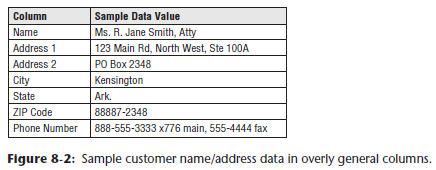 Column Sample Data Value
Name Ms. R. Jane Smith, Atty
Address 1 123 Main Rd, North West, Ste 100A
Address 2 PO Box 2348
City Kensington
State Ark.
ZIP Code 88887-2348
Phone Number 888-555-3333 x776 main, 555-4444 fax
Figure 8-2: Sample customer name/address data in overly general columns.